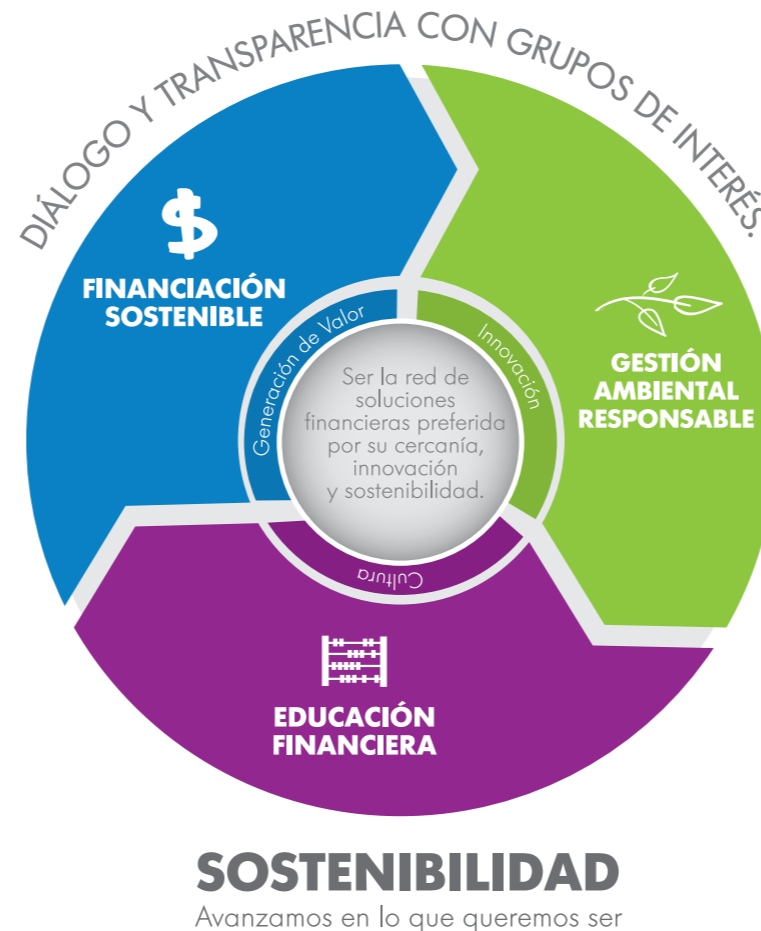 DIÁLOGO Y TRANSPARENCIA CON GRUPOS DE INTERÉS.
FINANCIACIÓN
SOSTENIBLE
GESTIÓN
AMBIENTAL
RESPONSABLE
Generación de Valor
Innovación
Ser la red de
soluciones
financieras preferida
por su cercanía,
innovación
y sostenibilidad.
Cultura
EDUCACIÓN
FINANCIERA
SOSTENIBILIDAD
Avanzamos en lo que queremos ser